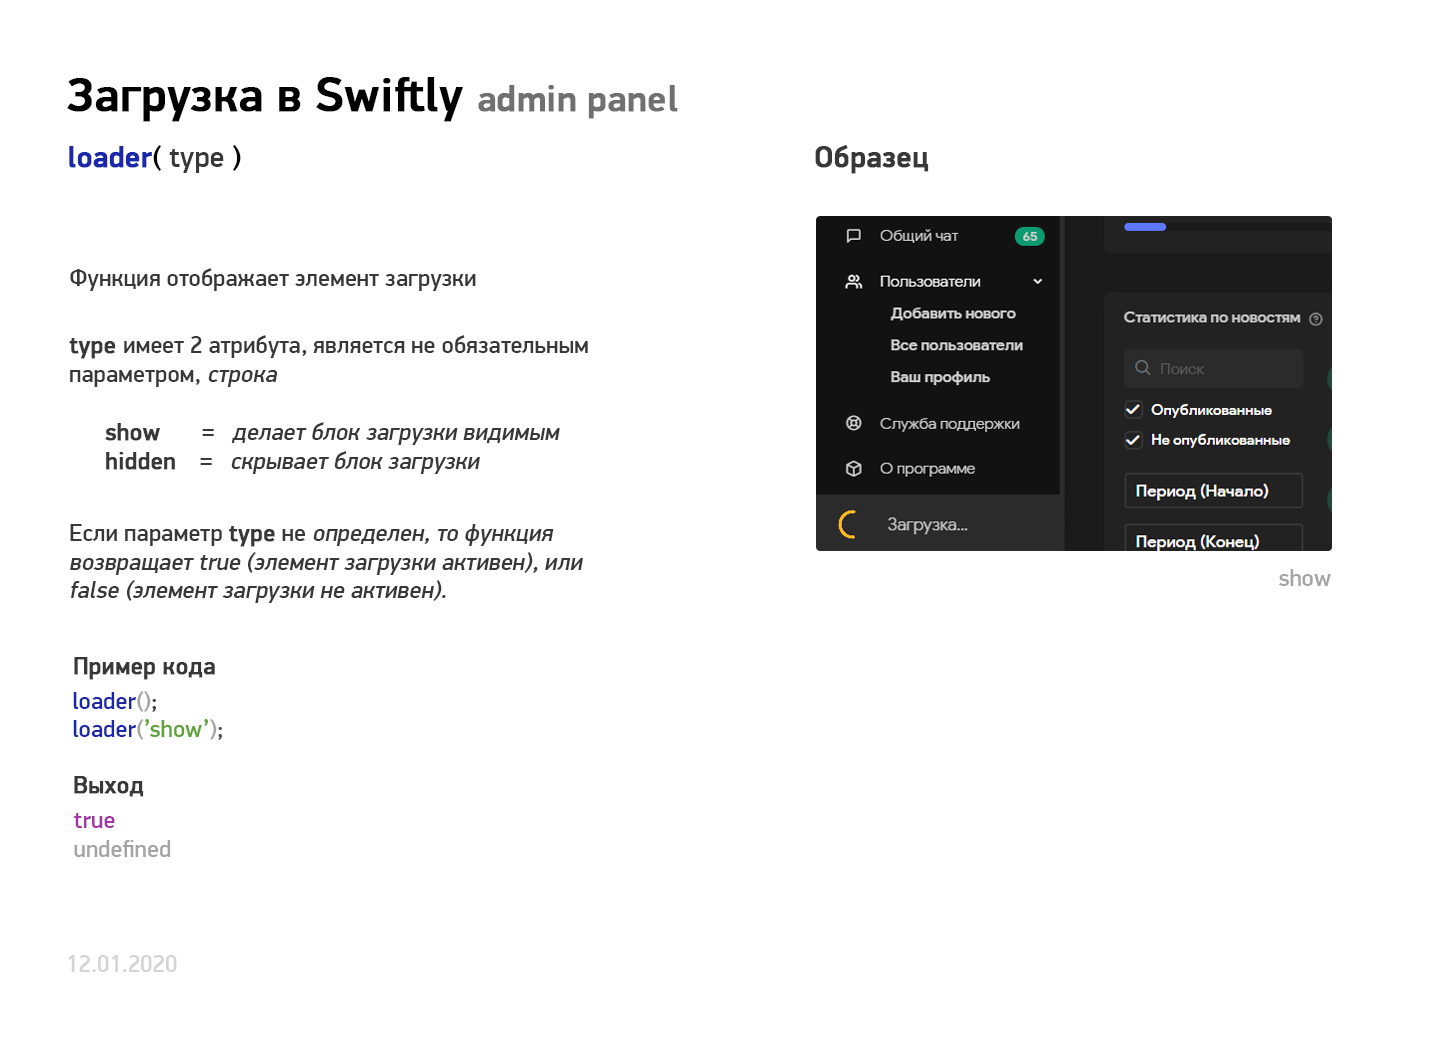 Загрузка в Swiftly admin panel
loader( type )
Функция отображает элемент загрузки
type имеет 2 атрибута, является не обязательным
параметром, строка
show = делает блок загрузки видимым
hidden = скрывает блок загрузки
Если параметр type не определен, то функция
возвращает true (элемент загрузки активен), или
false (элемент загрузки не активен).
Пример кода
loader();
loader(’show’);
Выход
true
undefined
12.01.2020
Образец
Общий чат 65
Пользователи
Добавить нового
Все пользователи
Ваш профиль
Служба поддержки
О программе
Загрузка...
Статистика по новостям ?
Поиск
Опубликованные
Не опубликованные
Период (Начало)
Период (Конец)
show